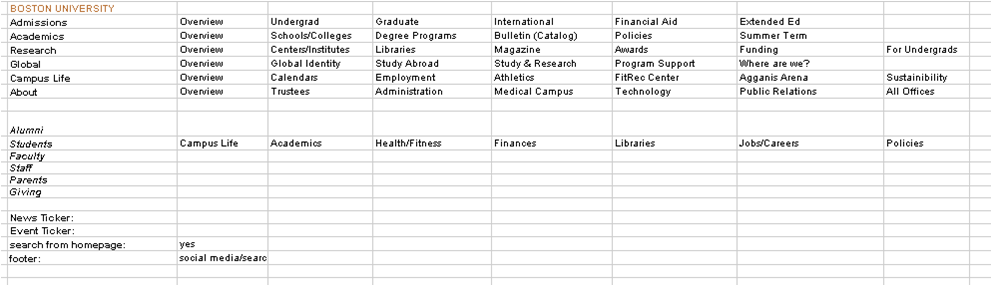 BOSTON UNIVERSITY
Admissions Overview Undergrad Graduate International Financial Aid Extended Ed
Academics Overview Schools/Colleges Degree Programs Bulletin (Catalog) Policies Summer Term
Research Overview Centers/Institutes Libraries Magazine Awards Funding For Undergrads
Global Overview Global Identity Study Abroad Study & Research Program Support Where are we?
Campus Life Overview Calendars Employment Athletics FitRec Center Agganis Arena Sustainibility
About Overview Trustees Administration Medical Campus Technology Public Relations All Offices
Alumni
Students Campus Life Academics Health/Fitness Finances Libraries Jobs/Careers Policies
Faculty
Staff
Parents
Giving
News Ticker:
Event Ticker:
search from homepage: yes
footer: social media/searc